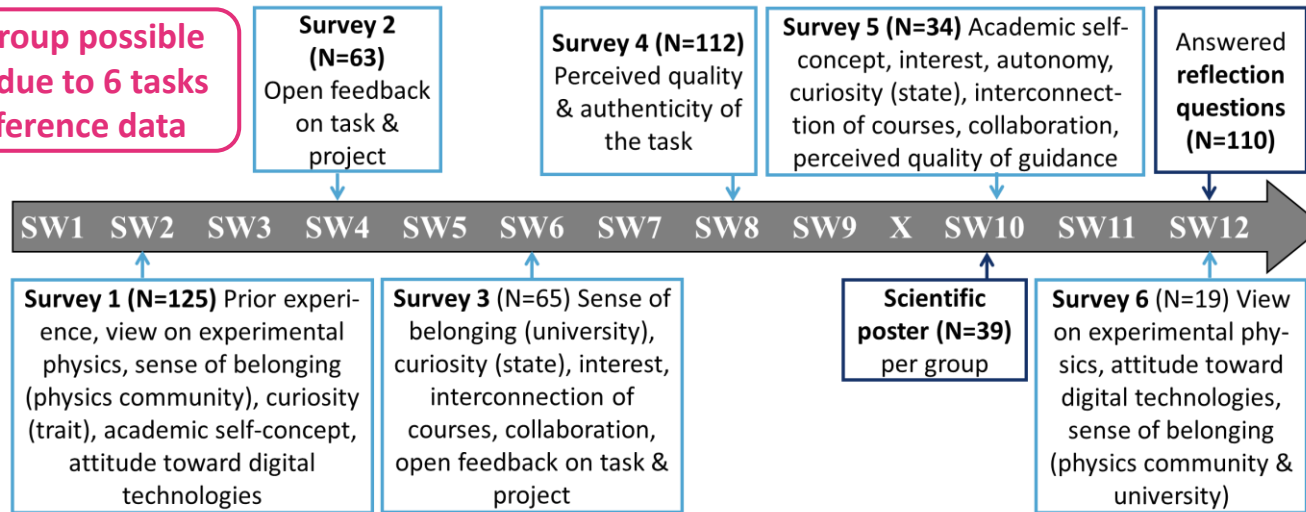 roup possible
due to 6 tasks
ference data
Survey 2
(N=63)
Open feedback
on task &
project
Survey 4 (N=112)
Perceived quality
& authenticity of
the task
Survey 5 (N=34) Academic self-
concept, interest, autonomy,
curiosity (state), interconnect-
tion of courses, collaboration,
perceived quality of guidance
Answered
reflection
questions
(N=110)
SW1 SW2 SW3 SW4 SW5 SW6 SW7 SW8 SW9 X SW10 SW11 SW12
Survey 1 (N=125) Prior experi-
ence, view on experimental
physics, sense of belonging
(physics community), curiosity
(trait), academic self-concept,
attitude toward digital
technologies
Survey 3 (N=65) Sense of
belonging (university),
curiosity (state), interest,
interconnection of
courses, collaboration,
open feedback on task &
project
Scientific
poster (N=39)
per group
Survey 6 (N=19) View
on experimental phy-
sics, attitude toward
digital technologies,
sense of belonging
(physics community &
university)